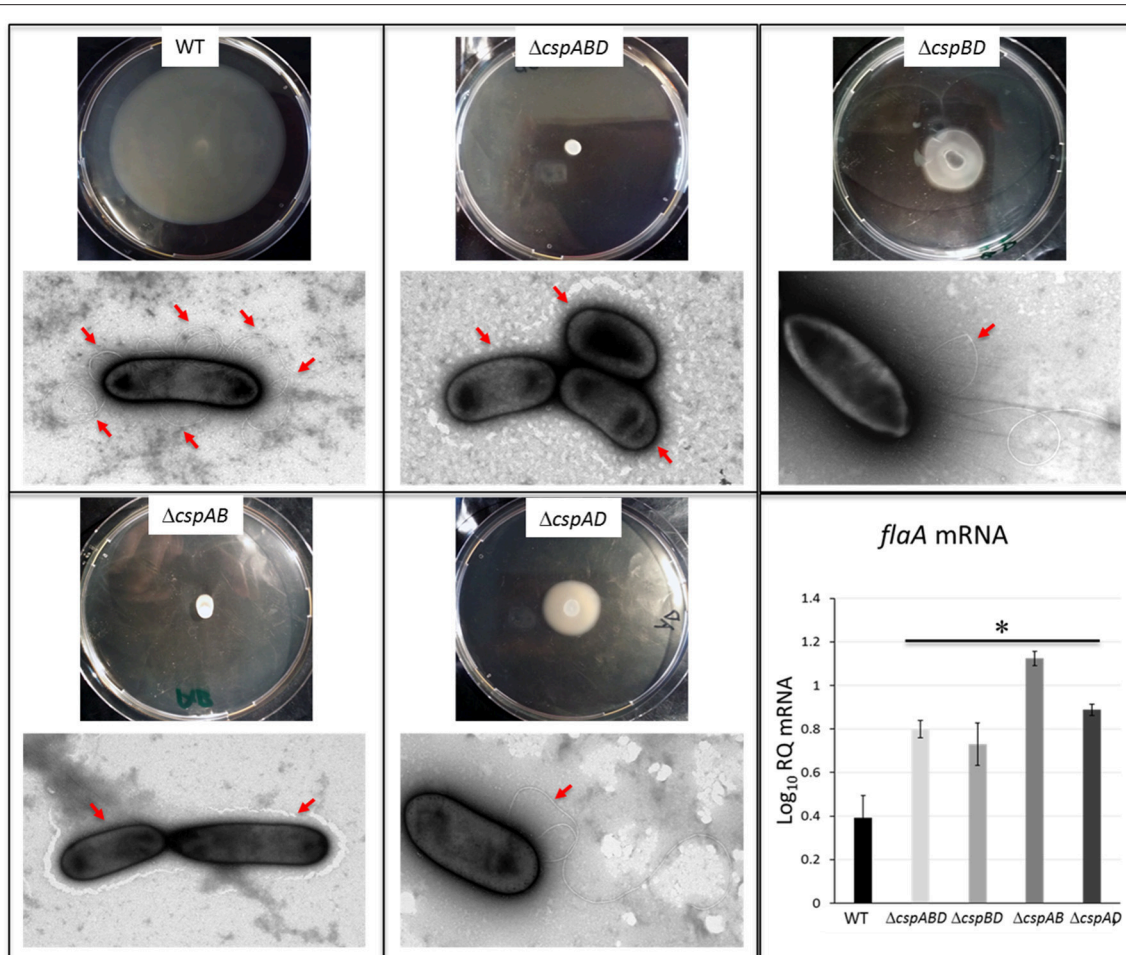 WT
ΔcspABD
ΔcspBD
ΔcspAB
ΔcspAD
flaA mRNA
Log10 RQ mRNA
1.4
1.2
1
0.8
0.6
0.4
0.2
0
*
WT
ΔcspABD
ΔcspBD
ΔcspAB
ΔcspAD